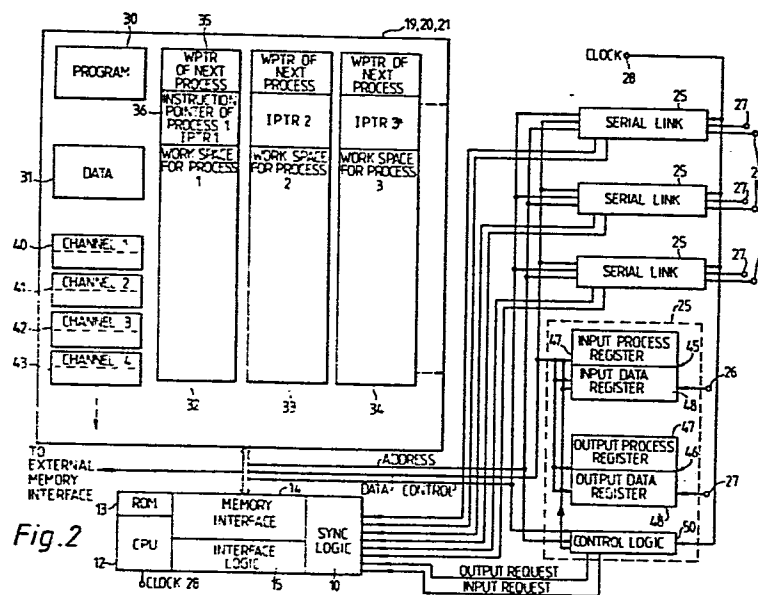 30
35
19,20,21
PROGRAM
WPTR
OF NEXT
PROCESS
WPTR OF
NEXT
PROCESS
WPTR OF
NEXT
PROCESS
CLOCK
28
36
INSTRUCTION
POINTER OF
PROCESS 1
IPTR 1
IPTR 2
IPTR 3
25
SERIAL LINK
27
31
DATA
WORK SPACE
FOR PROCESS
1
WORK SPACE
FOR PROCESS
2
WORK SPACE
FOR PROCESS
3
25
SERIAL LINK
27
40
CHANNEL 1
41
CHANNEL 2
42
CHANNEL 3
43
CHANNEL 4
25
SERIAL LINK
27
25
47
INPUT PROCESS
REGISTER
45
INPUT DATA
REGISTER
48
26
32
33
34
47
OUTPUT PROCESS
REGISTER
46
OUTPUT DATA
REGISTER
48
27
TO
EXTERNAL
MEMORY
INTERFACE
ADDRESS
DATA + CONTROL
CONTROL LOGIC
50
13
ROM
14
MEMORY
INTERFACE
SYNC
LOGIC
Fig.2
CPU
INTERFACE
LOGIC
12
CLOCK 28
15
10
OUTPUT REQUEST
INPUT REQUEST